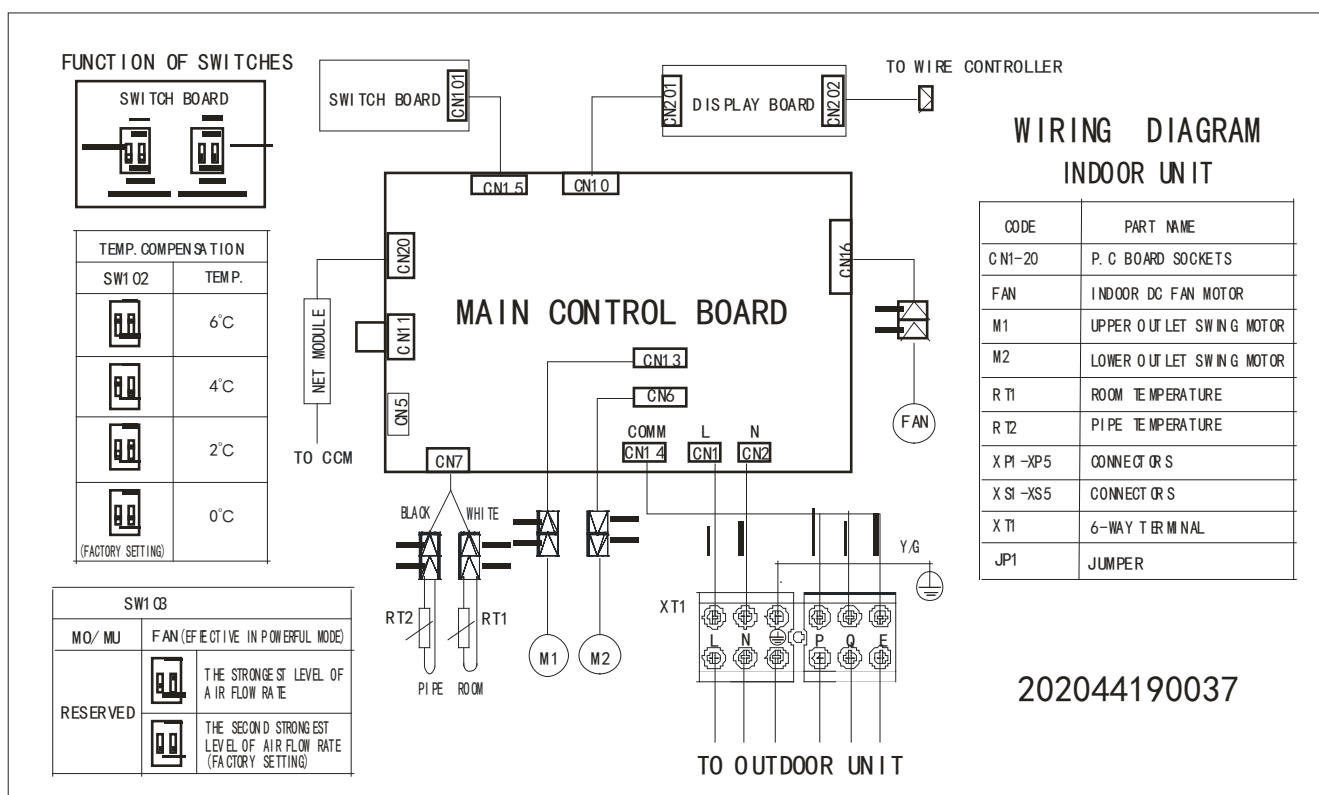 FUNCTION OF SWITCHES
SWITCH BOARD
SWITCH BOARD
CN101
CN201
DISPLAY BOARD
CN202
TO WIRE CONTROLLER
WIRING DIAGRAM
INDOOR UNIT
CODE PART NAME
CN1-20 P.C BOARD SOCKETS
FAN INDOOR DC FAN MOTOR
M1 UPPER OUTLET SWING MOTOR
M2 LOWER OUTLET SWING MOTOR
RT1 ROOM TEMPERATURE
RT2 PIPE TEMPERATURE
XP1-XP5 CONNECTORS
XS1-XS5 CONNECTORS
XT1 6-WAY TERMINAL
JP1 JUMPER
TEMP. COMPENSATION
SW102 TEMP.
6°C
4°C
2°C
0°C
(FACTORY SETTING)
CN15
CN10
CN20
CN16
MAIN CONTROL BOARD
CN11
NET MODULE
CN13
CN6
CN5
FAN
COMM L N
CN14 CN1 CN2
TO CCM
CN7
BLACK WHITE
Y/G
SW103
MO/MU FAN(EFFECTIVE IN POWERFUL MODE)
RESERVED
THE STRONGEST LEVEL OF
AIR FLOW RATE
THE SECOND STRONGEST
LEVEL OF AIR FLOW RATE
(FACTORY SETTING)
RT2 RT1
M1 M2
PIPE ROOM
XT1
L N P Q E
TO OUTDOOR UNIT
202044190037